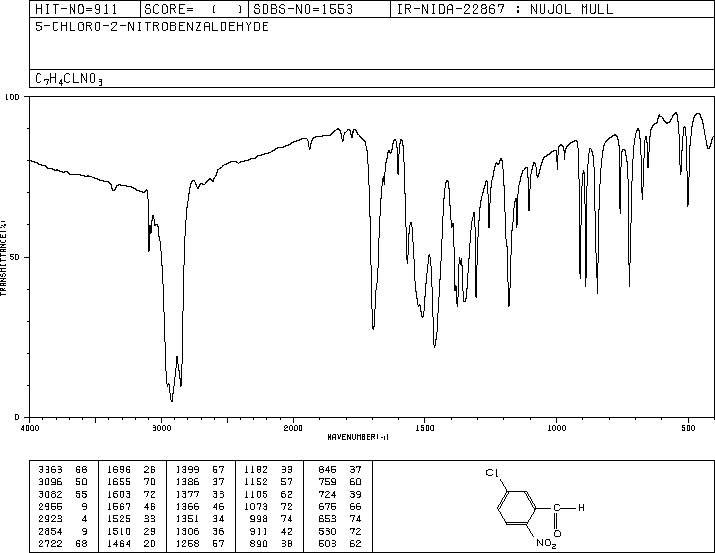 HIT-NO=911 SCORE= ( ) SDBS-NO=1553 IR-NIDA-22867 : NUJOL MULL
5-CHLORO-2-NITROBENZALDEHYDE
C7H4CLNO3
100
50
0
TRANSMITTANCE(%)
4000 3000 2000 1500 1000 500
WAVENUMBER(-1)
3363 68 1696 26 1399 57 1182 33 845 37
3096 50 1655 70 1386 37 1152 57 759 60
3082 55 1603 72 1377 33 1105 62 724 39
2955 9 1567 46 1366 46 1073 72 675 66
2923 4 1525 33 1351 34 998 74 653 74
2854 9 1510 29 1306 36 911 42 530 72
2722 68 1464 20 1258 57 890 38 503 62
Cl
C
H
O
NO2